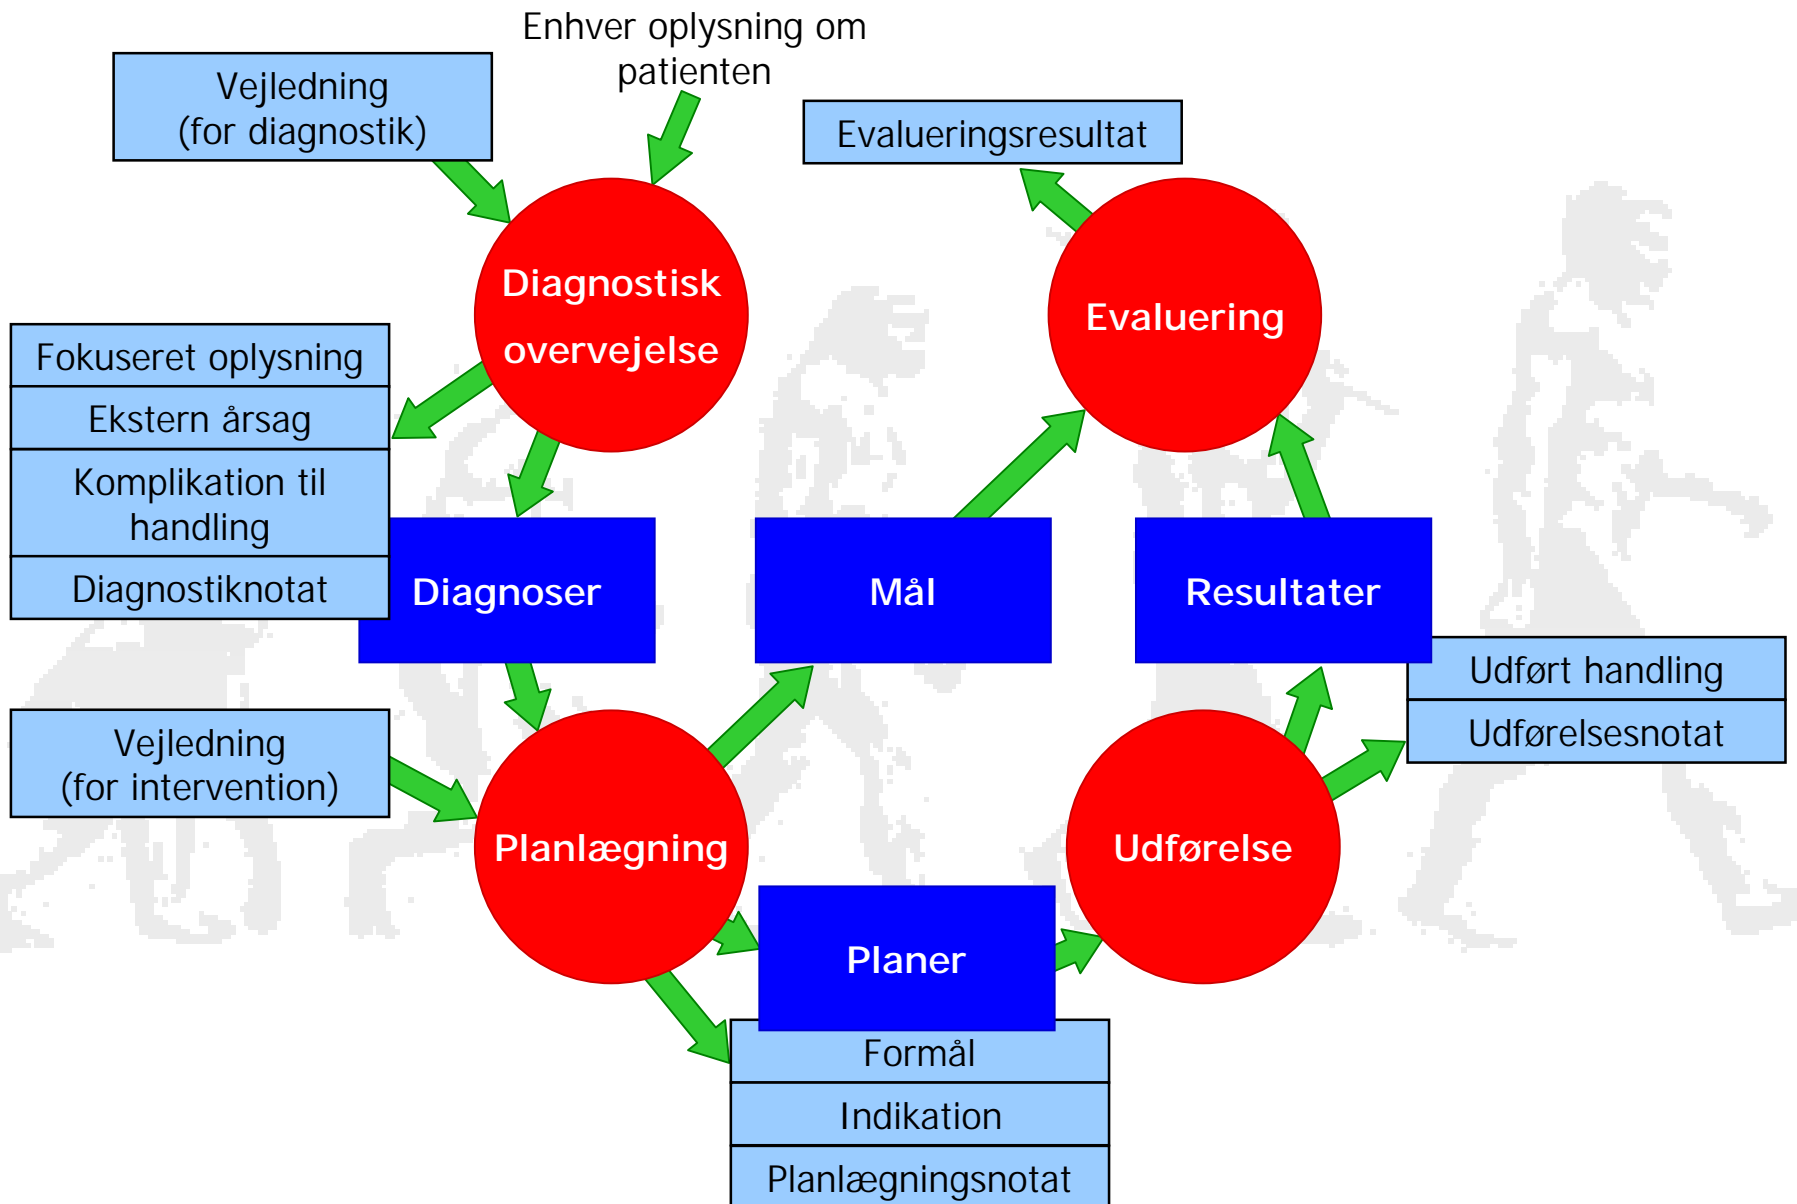 Enhver oplysning om
patienten
Vejledning
(for diagnostik)
Evalueringsresultat
Diagnostisk
overvejelse
Evaluering
Fokuseret oplysning
Ekstern årsag
Komplikation til
handling
Diagnostiknotat
Diagnoser
Mål
Resultater
Udført handling
Udførelsesnotat
Vejledning
(for intervention)
Planlægning
Udførelse
Planer
Formål
Indikation
Planlægningsnotat